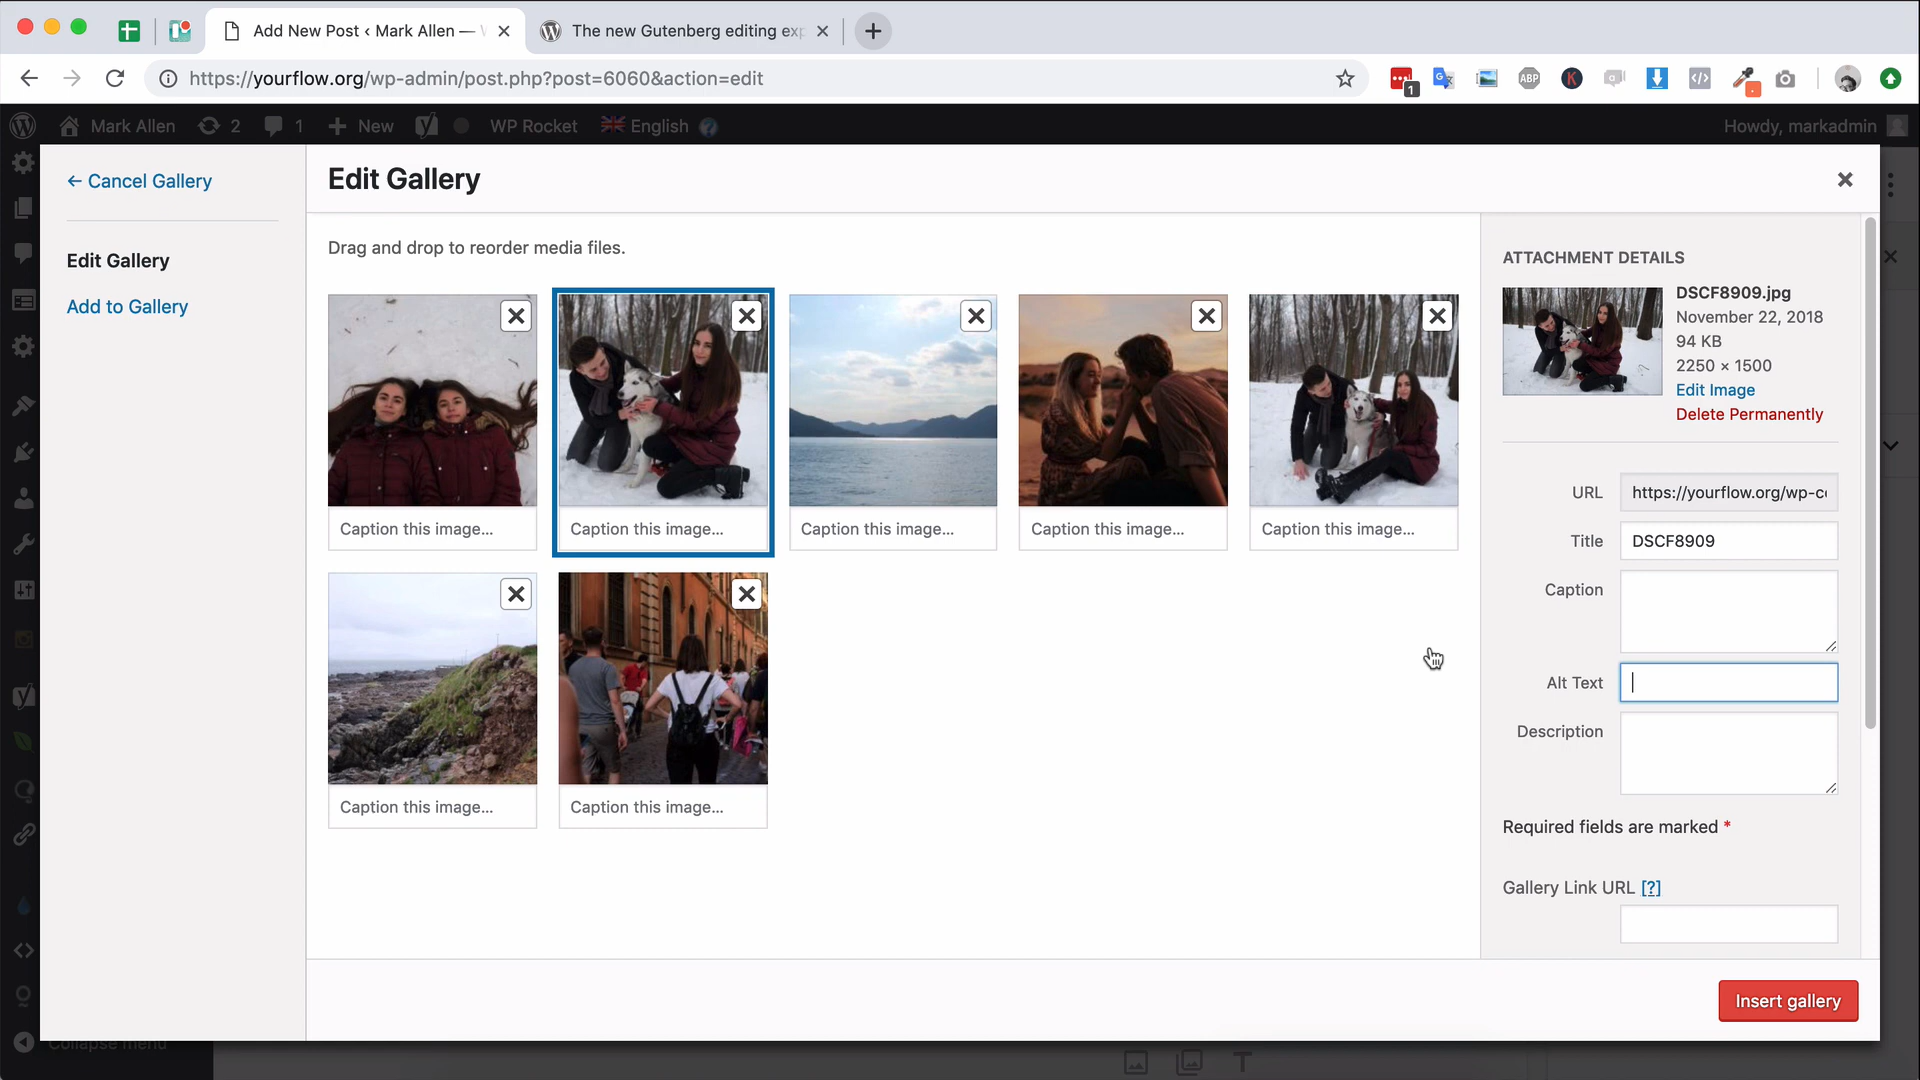 Add New Post ‹ Mark Allen —
The new Gutenberg editing exp
https://yourflow.org/wp-admin/post.php?post=6060&action=edit
1
ABP
K
Mark Allen
2
1
New
WP Rocket
English
Howdy, markadmin
← Cancel Gallery
Edit Gallery
Add to Gallery
Edit Gallery
Drag and drop to reorder media files.
Caption this image...
Caption this image...
Caption this image...
Caption this image...
Caption this image...
Caption this image...
Caption this image...
ATTACHMENT DETAILS
DSCF8909.jpg
November 22, 2018
94 KB
2250 × 1500
Edit Image
Delete Permanently
URL
https://yourflow.org/wp-c
Title
DSCF8909
Caption
Alt Text
Description
Required fields are marked *
Gallery Link URL [?]
Insert gallery
Collapse menu